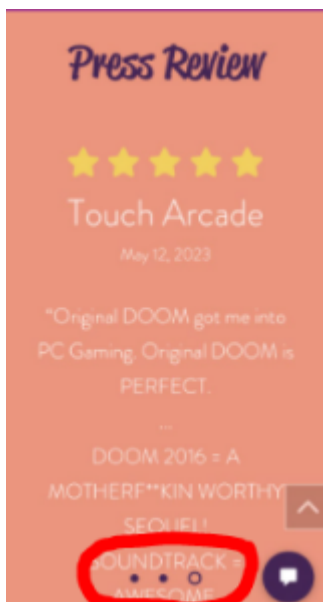 Press Review
Touch Arcade
May 12, 2023
"Original DOOM got me into
PC Gaming. Original DOOM is
PERFECT.
...
DOOM 2016 = A
MOTHERF**KIN WORTHY
SEQUEL!
SOUNDTRACK =
AWESOME